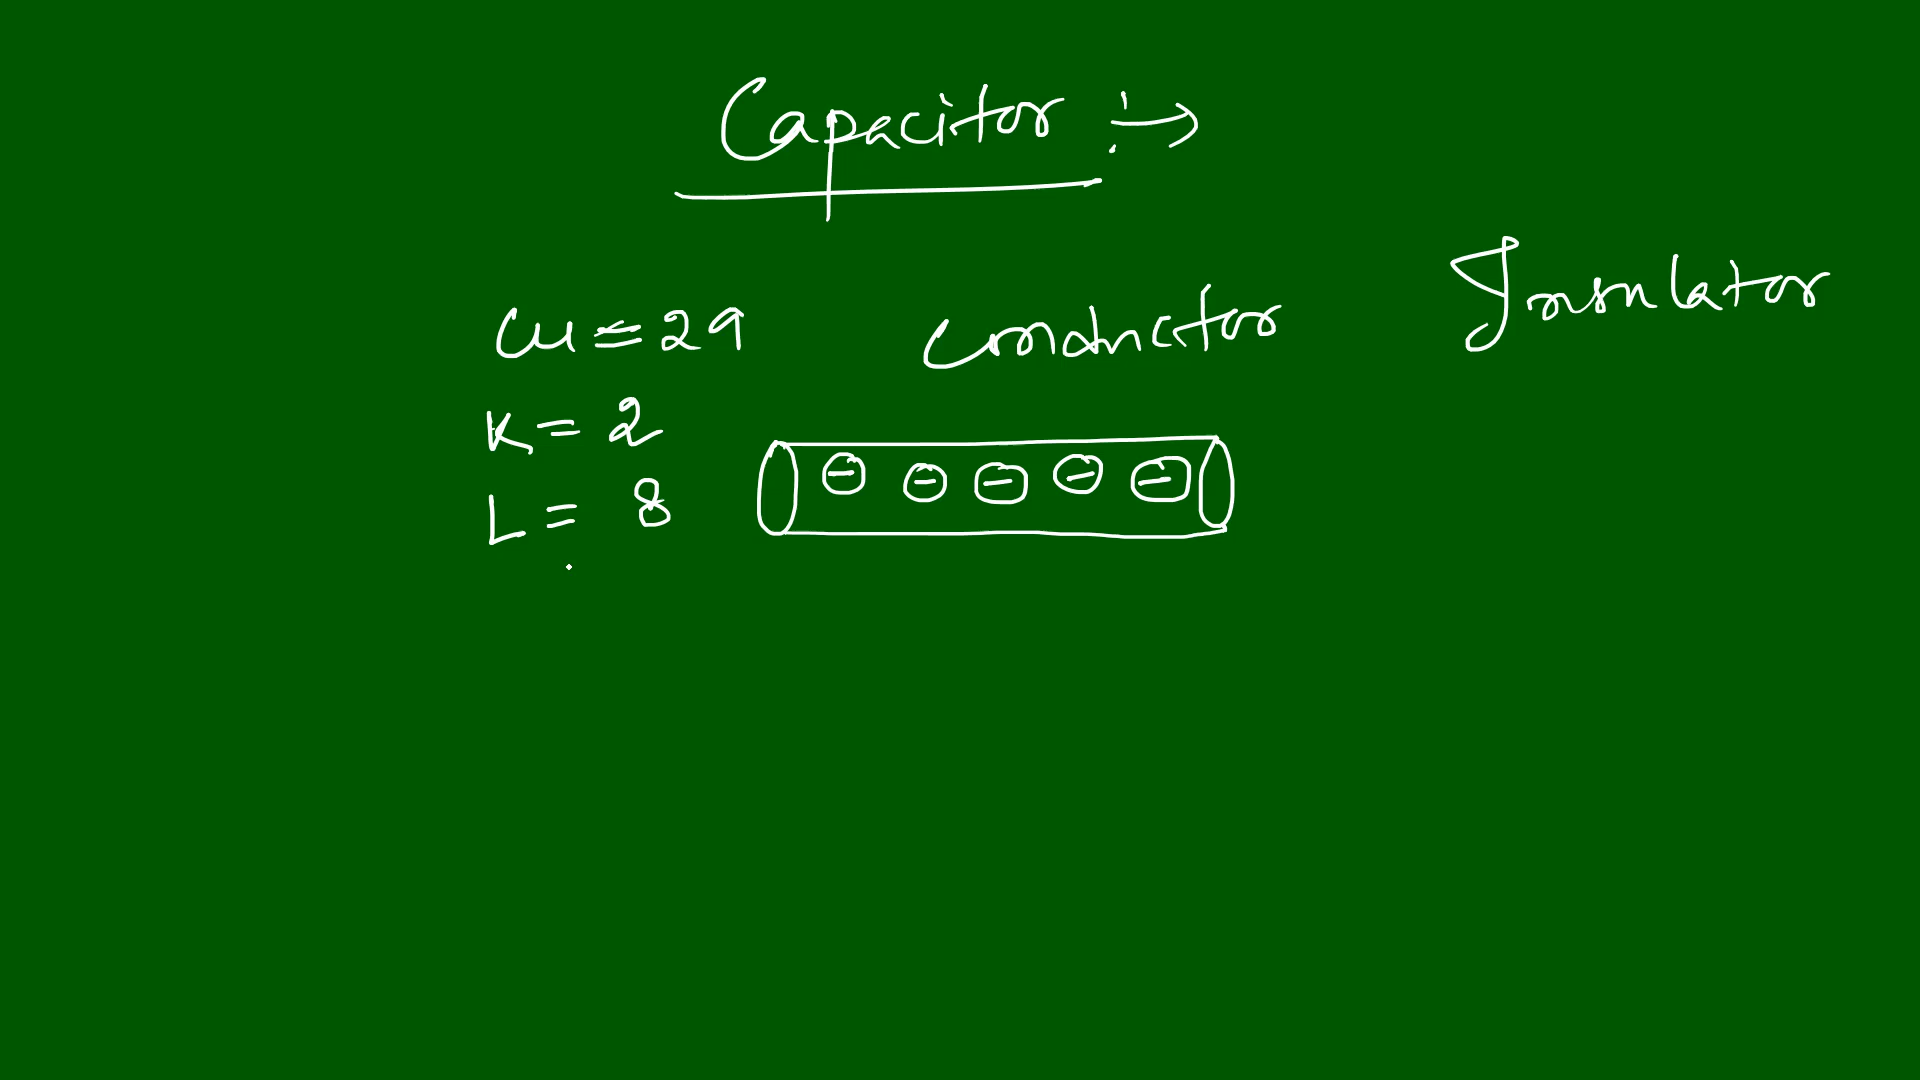 Capacitor :→
Insulator
Cu = 29
conductor
K = 2
L = 8
- - - - -